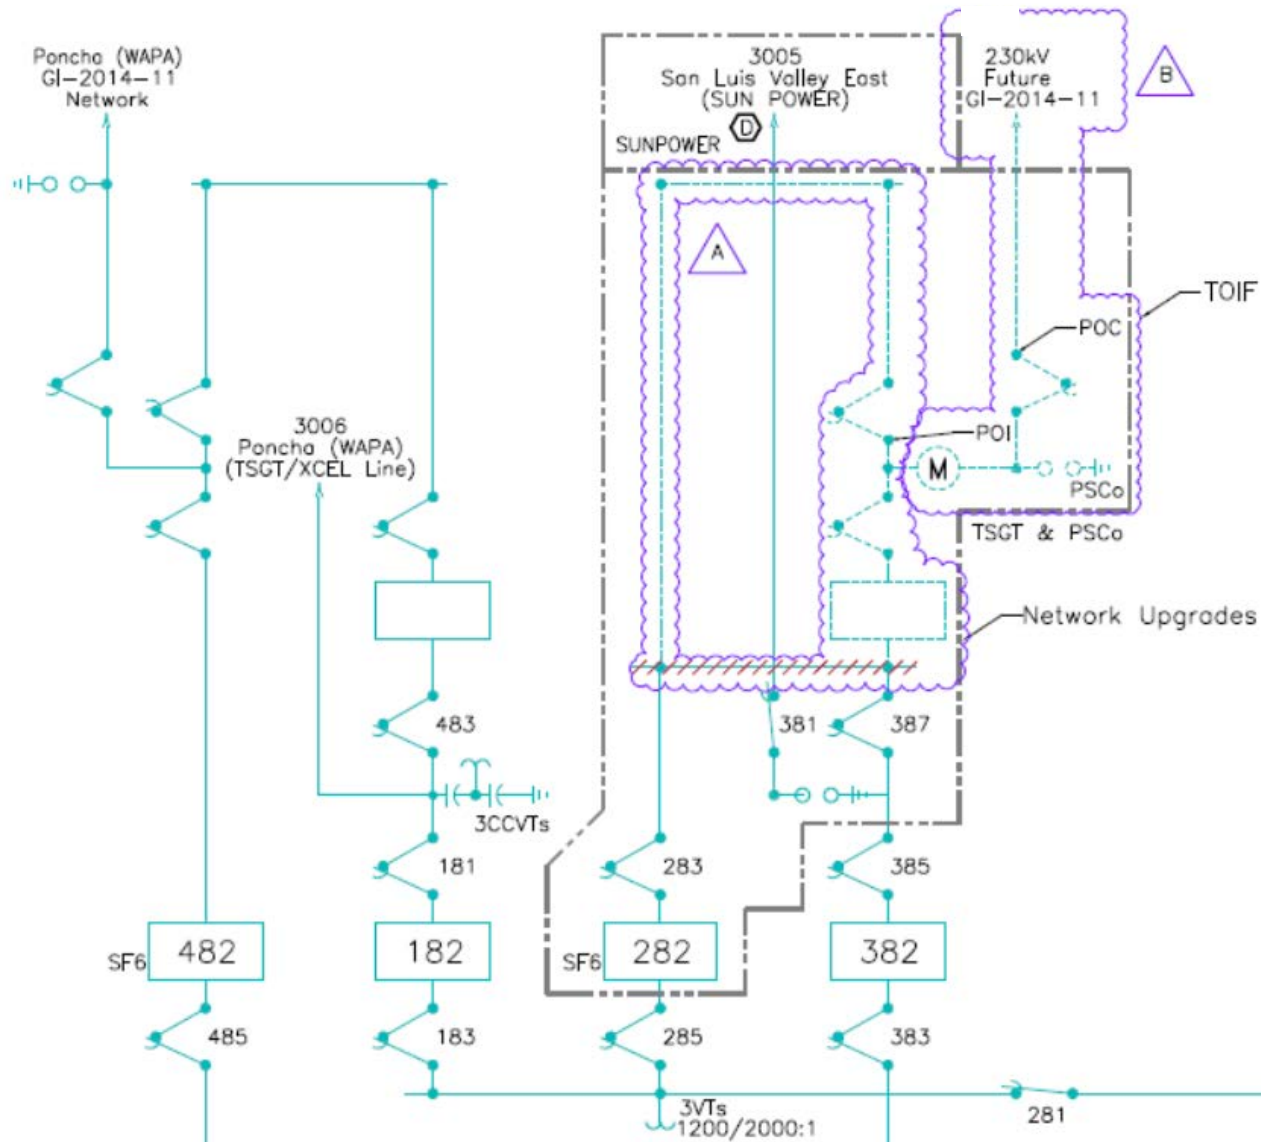 Poncha (WAPA)
GI-2014-11
Network
3005
San Luis Valley East
(SUN POWER)
D
SUNPOWER
230kV
Future
GI-2014-11
B
A
TOIF
POC
3006
Poncha (WAPA)
(TSGT/XCEL Line)
POI
M
PSCo
TSGT & PSCo
Network Upgrades
483
381
387
3CCVTs
181
283
385
SF6
482
182
SF6
282
382
485
183
285
383
3VTs
1200/2000:1
281